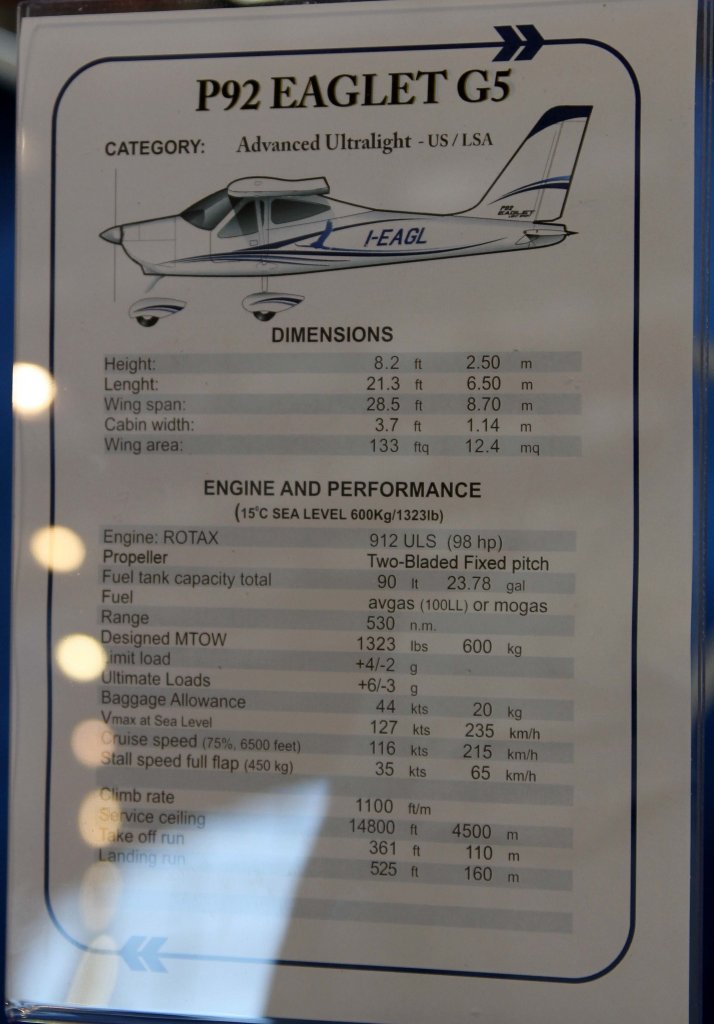 P92 EAGLET G5
CATEGORY: Advanced Ultralight - US / LSA
P92
EAGLET
I-EAGL
DIMENSIONS
Height: 8.2 ft 2.50 m
Lenght: 21.3 ft 6.50 m
Wing span: 28.5 ft 8.70 m
Cabin width: 3.7 ft 1.14 m
Wing area: 133 ftq 12.4 mq
ENGINE AND PERFORMANCE
(15°C SEA LEVEL 600Kg/1323lb)
Engine: ROTAX 912 ULS (98 hp)
Propeller Two-Bladed Fixed pitch
Fuel tank capacity total 90 lt 23.78 gal
Fuel avgas (100LL) or mogas
Range 530 n.m.
Designed MTOW 1323 lbs 600 kg
Limit load +4/-2 g
Ultimate Loads +6/-3 g
Baggage Allowance 44 kts 20 kg
Vmax at Sea Level 127 kts 235 km/h
Cruise speed (75%, 6500 feet) 116 kts 215 km/h
Stall speed full flap (450 kg) 35 kts 65 km/h
Climb rate 1100 ft/m
Service ceiling 14800 ft 4500 m
Take off run 361 ft 110 m
Landing run 525 ft 160 m